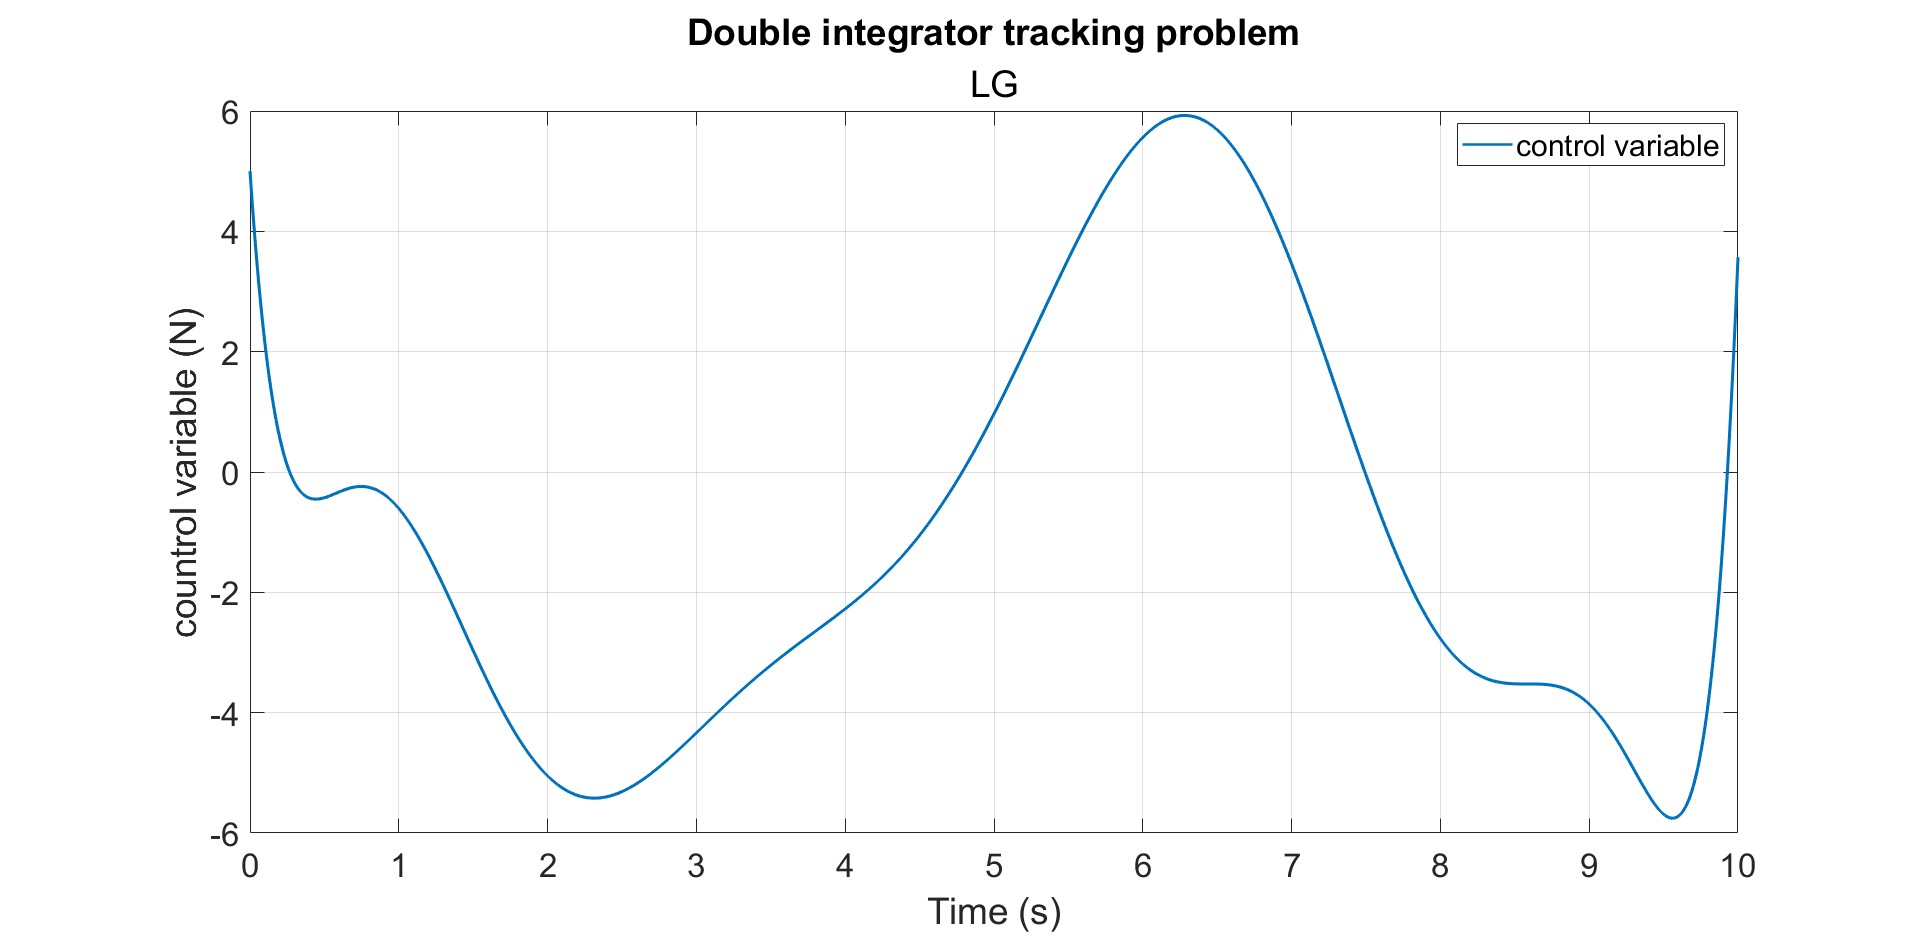 Double integrator tracking problem
LG
control variable
control variable (N)
6
4
2
0
-2
-4
-6
0 1 2 3 4 5 6 7 8 9 10
Time (s)